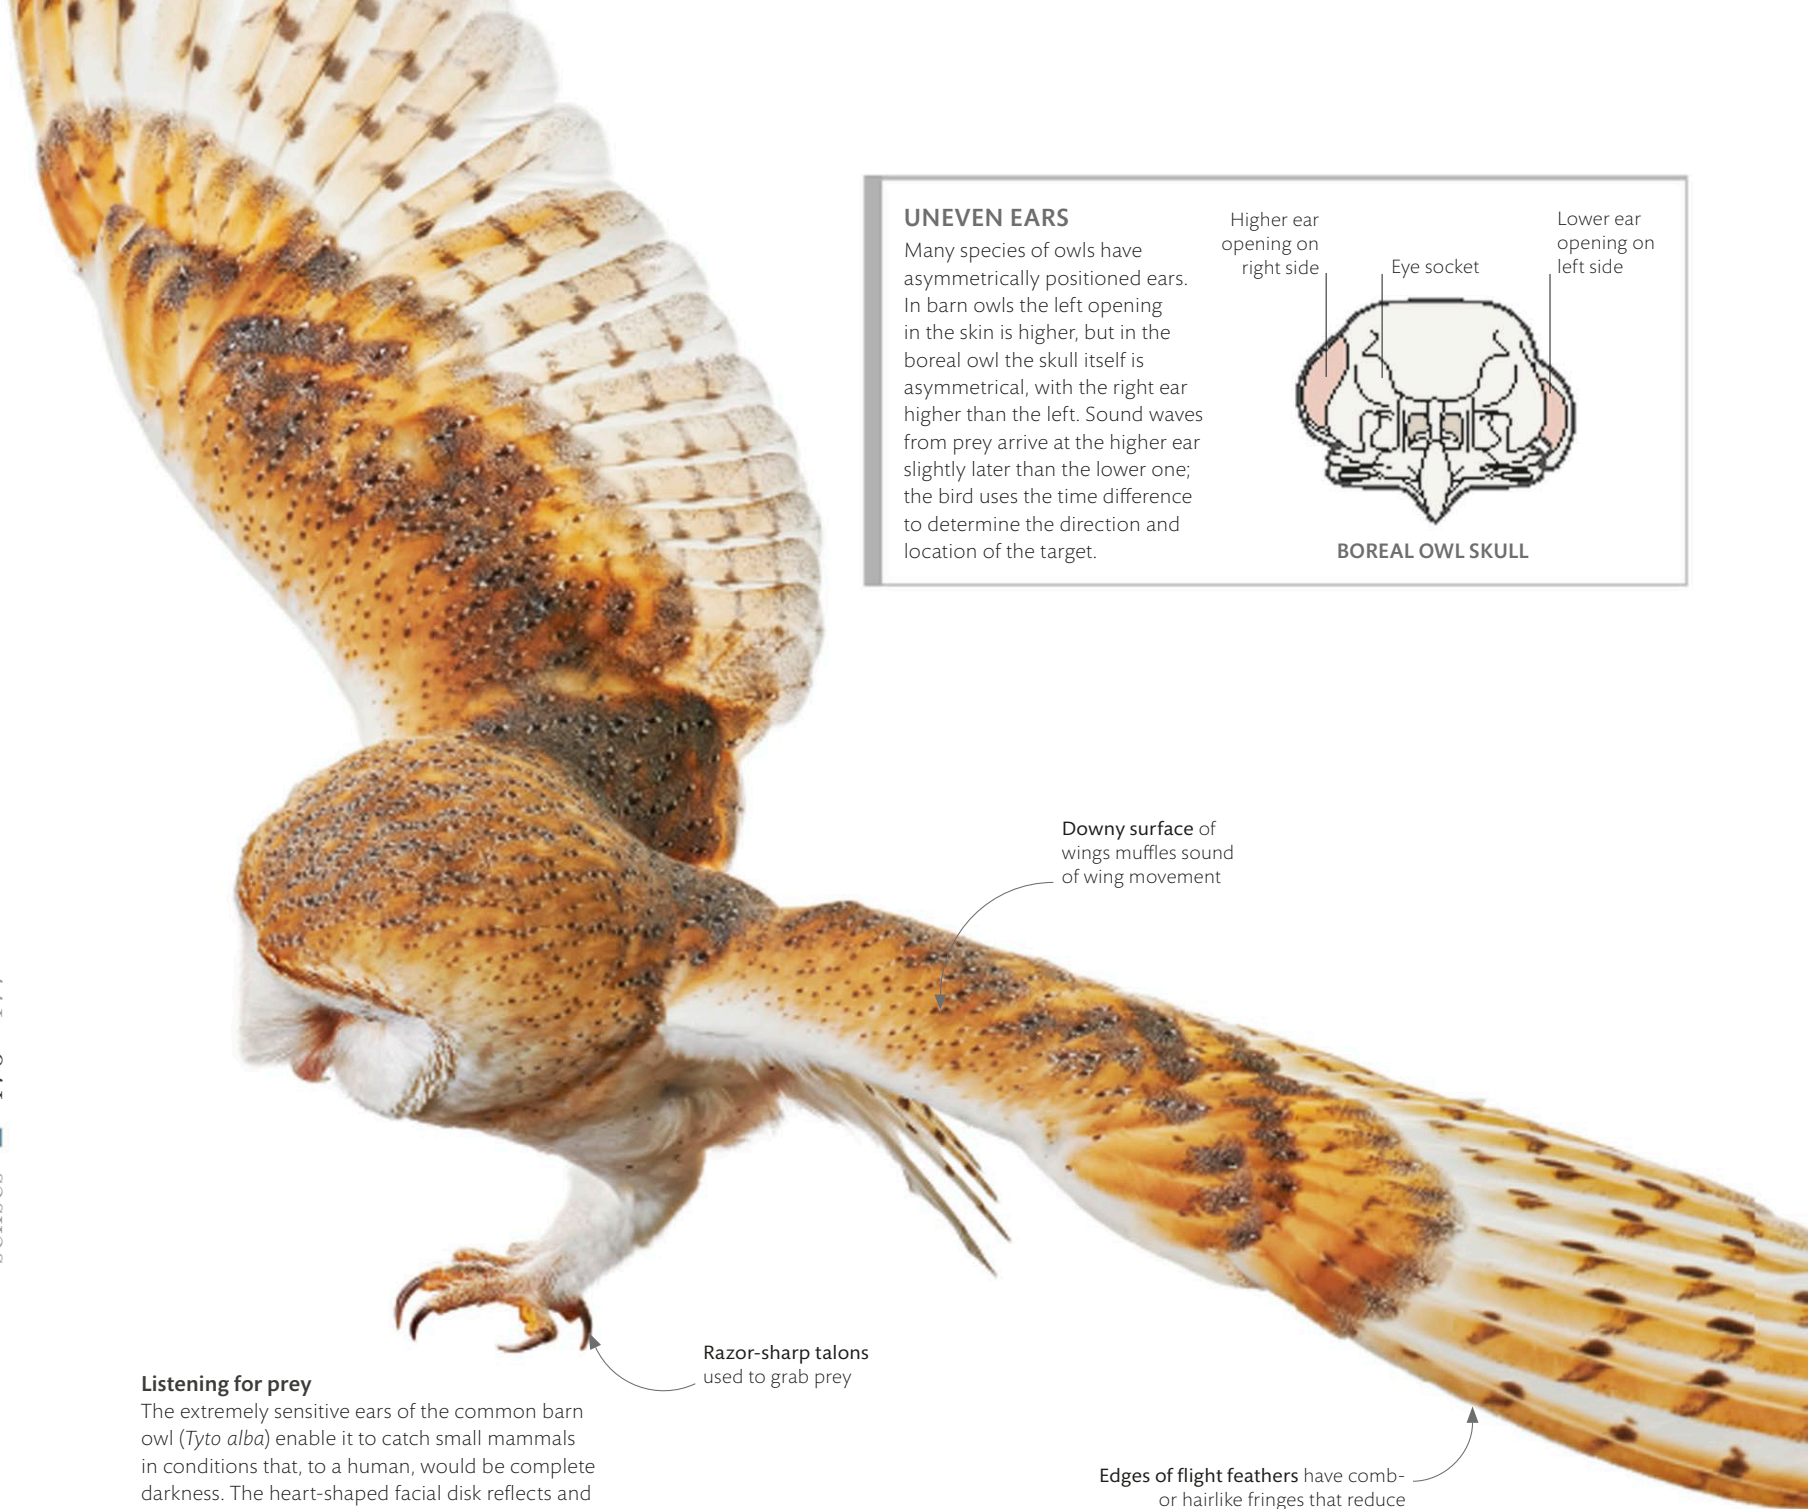 UNEVEN EARS
Many species of owls have
asymmetrically positioned ears.
In barn owls the left opening
in the skin is higher, but in the
boreal owl the skull itself is
asymmetrical, with the right ear
higher than the left. Sound waves
from prey arrive at the higher ear
slightly later than the lower one;
the bird uses the time difference
to determine the direction and
location of the target.
Higher ear
opening on
right side
Eye socket
Lower ear
opening on
left side
BOREAL OWL SKULL
Downy surface of
wings muffles sound
of wing movement
Razor-sharp talons
used to grab prey
Listening for prey
The extremely sensitive ears of the common barn
owl (Tyto alba) enable it to catch small mammals
in conditions that, to a human, would be complete
darkness. The heart-shaped facial disk reflects and
Edges of flight feathers have comb-
or hairlike fringes that reduce